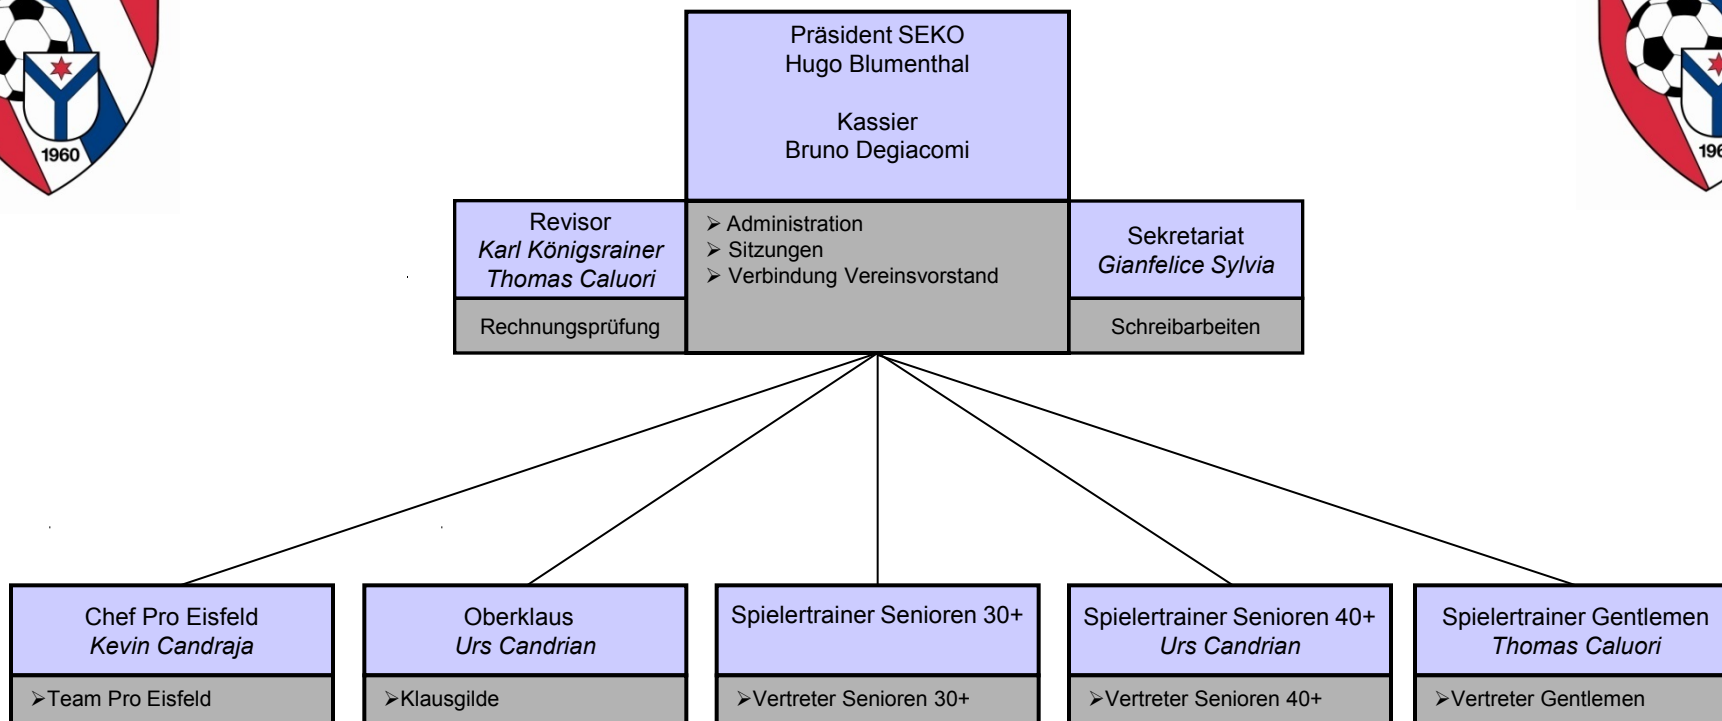 1960
Präsident SEKO
Hugo Blumenthal
Kassier
Bruno Degiacomi
Revisor
Karl Königsrainer
Thomas Caluori
Rechnungsprüfung
➢ Administration
➢ Sitzungen
➢ Verbindung Vereinsvorstand
Sekretariat
Gianfelice Sylvia
Schreibarbeiten
Chef Pro Eisfeld
Kevin Candraja
➢Team Pro Eisfeld
Oberklaus
Urs Candrian
➢Klausgilde
Spielertrainer Senioren 30+
➢Vertreter Senioren 30+
Spielertrainer Senioren 40+
Urs Candrian
➢Vertreter Senioren 40+
Spielertrainer Gentlemen
Thomas Caluori
➢Vertreter Gentlemen